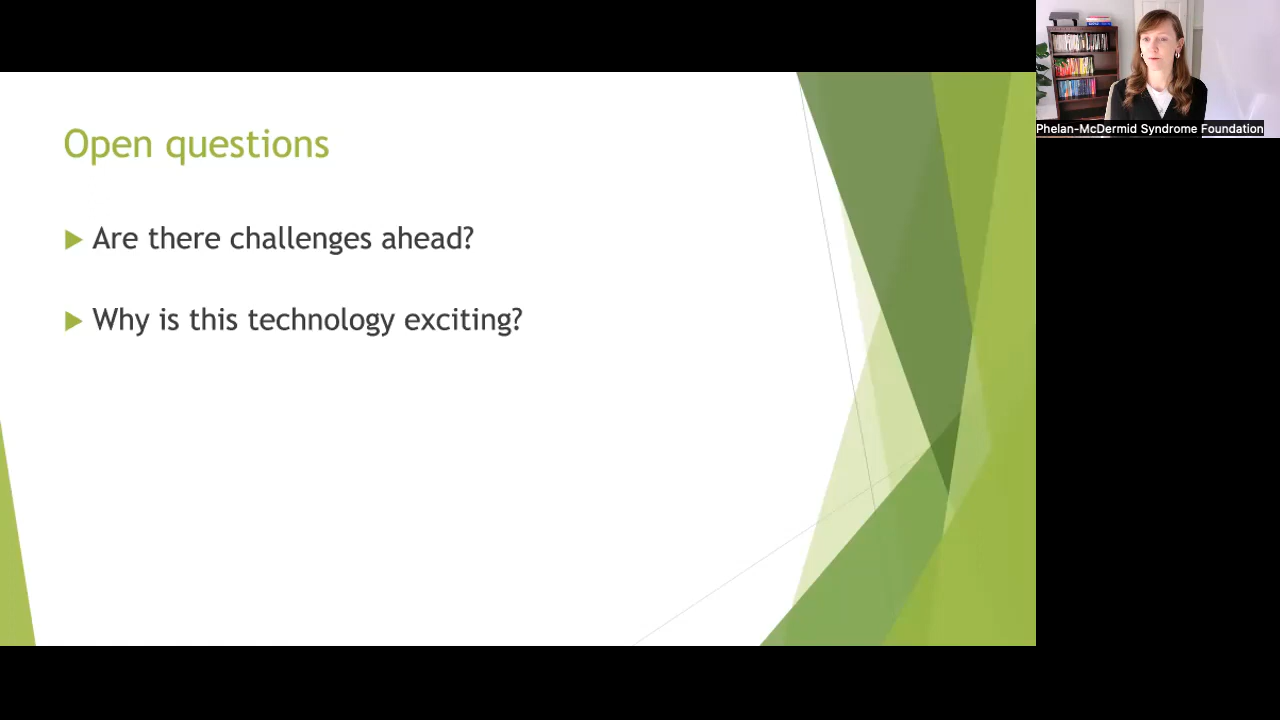 Open questions
Are there challenges ahead?
Why is this technology exciting?
Phelan-McDermid Syndrome Foundation